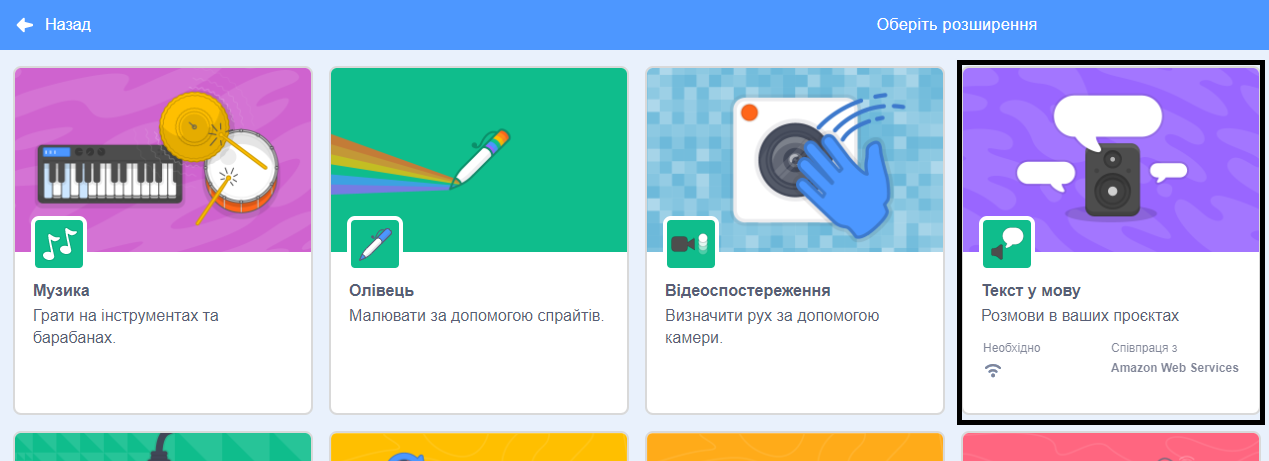 Назад
Оберіть розширення
Музика
Грати на інструментах та
барабанах.
Олівець
Малювати за допомогою спрайтів.
Відеоспостереження
Визначити рух за допомогою
камери.
Текст у мову
Розмови в ваших проєктах
Необхідно
Співпраця з
Amazon Web Services